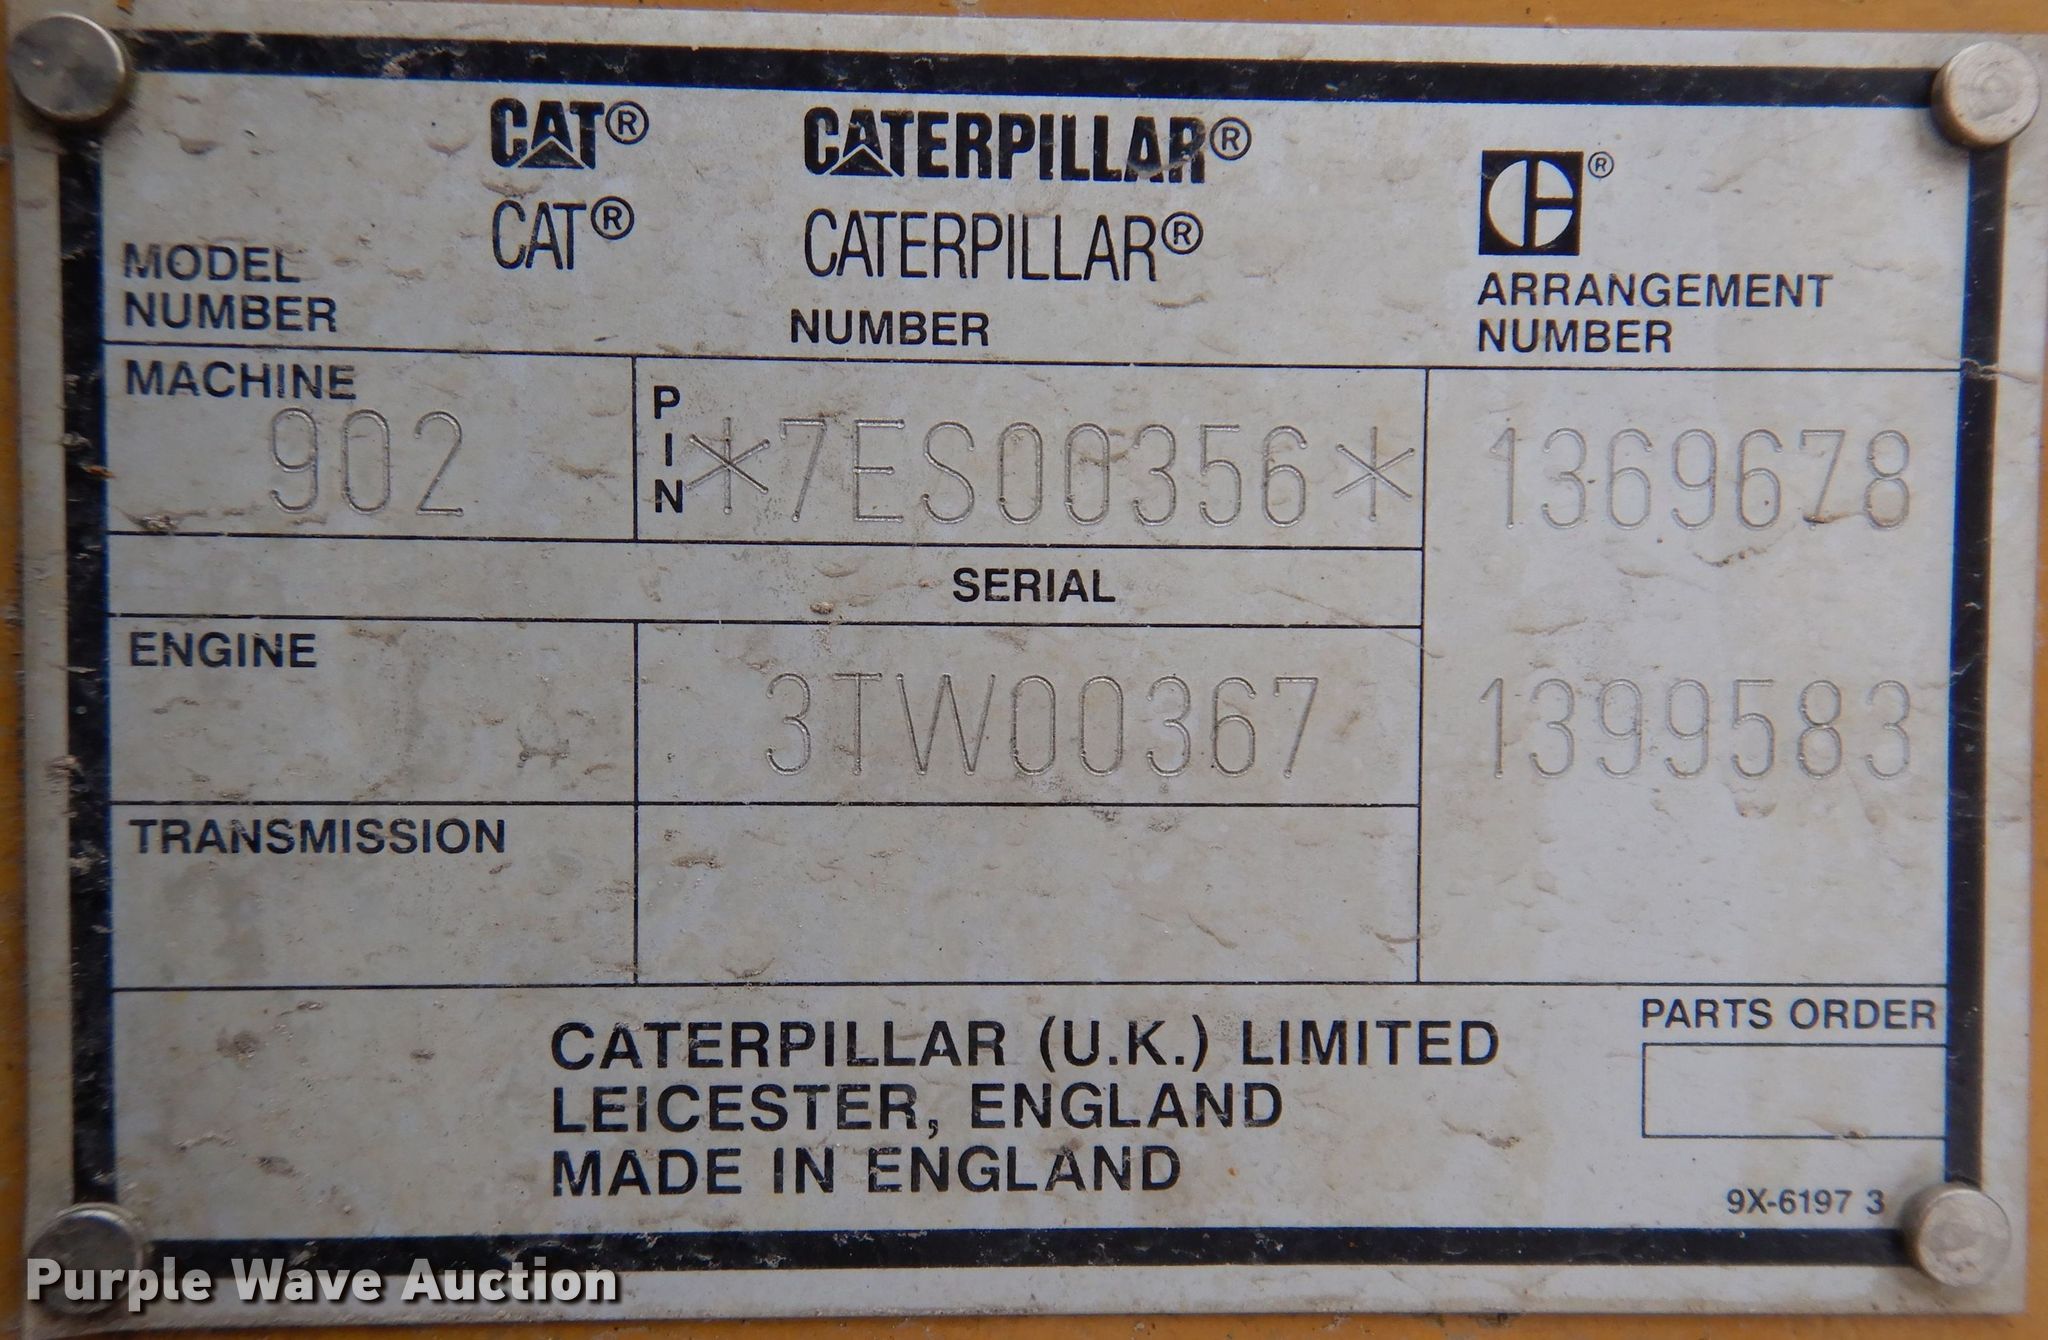 CAT® CATERPILLAR®
CAT® CATERPILLAR® ®
MODEL
NUMBER
NUMBER
ARRANGEMENT
NUMBER
MACHINE
902
PIN
*7ES00356*
1369678
SERIAL
ENGINE
3TW00367
1399583
TRANSMISSION
CATERPILLAR (U.K.) LIMITED
LEICESTER, ENGLAND
MADE IN ENGLAND
PARTS ORDER
9X-6197 3
Purple Wave Auction